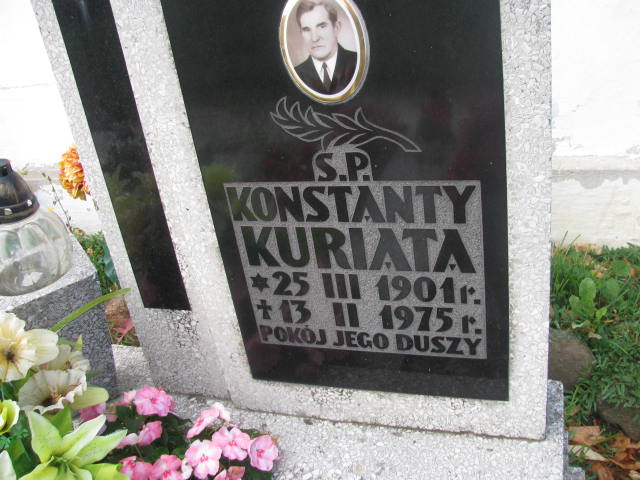 S.P.
KONSTANTY
KURIATA
✶ 25 III 1901 r.
✝ 13 II 1975 r.
POKÓJ JEGO DUSZY